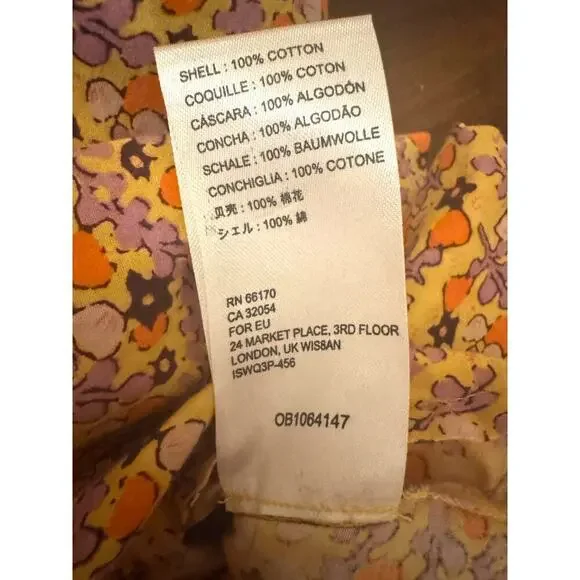 SHELL : 100% COTTON
COQUILLE : 100% COTON
CÁSCARA : 100% ALGODÓN
CONCHA : 100% ALGODÃO
SCHALE : 100% BAUMWOLLE
CONCHIGLIA : 100% COTONE
贝壳 : 100% 棉花
シェル : 100% 綿
RN 66170
CA 32054
FOR EU
24 MARKET PLACE, 3RD FLOOR
LONDON, UK WIS8AN
ISWQ3P-456
OB1064147